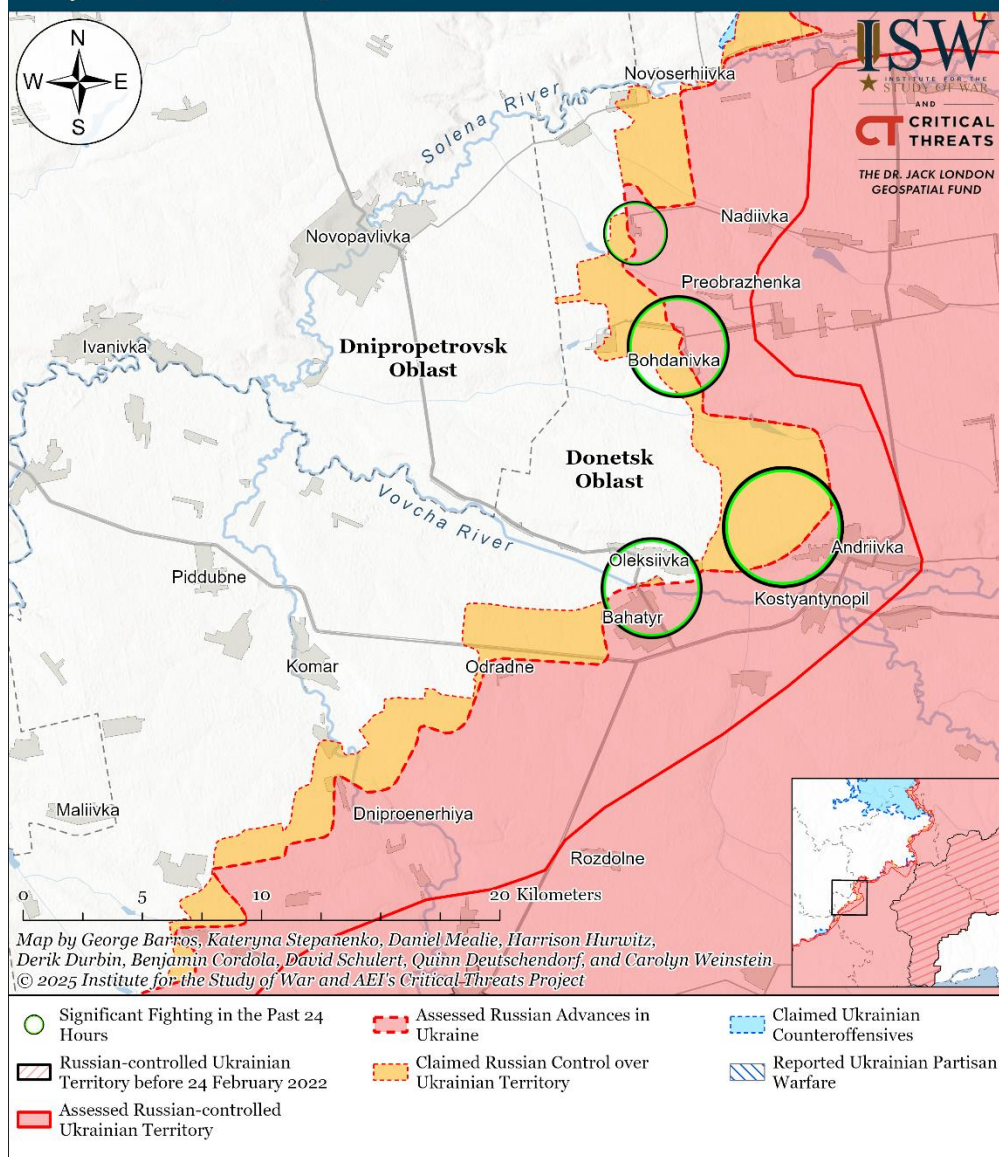 N
W E
S
ISW
INSTITUTE FOR THE
STUDY OF WAR
AND
CT CRITICAL
THREATS
THE DR. JACK LONDON
GEOSPATIAL FUND
Novoserhiivka
Solena River
Nadiivka
Novopavlivka
Preobrazhenka
Ivanivka
Dnipropetrovsk
Oblast
Bohdanivka
Donetsk
Oblast
Vovcha River
Oleksiivka
Andriivka
Piddubne
Kostyantynopil
Bahatyr
Komar
Odradne
Maliivka
Dniproenerhiya
Rozdolne
0 5 10 20 Kilometers
Map by George Barros, Kateryna Stepanenko, Daniel Mealie, Harrison Hurwitz,
Derik Durbin, Benjamin Cordola, David Schulert, Quinn Deutschendorf, and Carolyn Weinstein
© 2025 Institute for the Study of War and AEI's Critical Threats Project
Significant Fighting in the Past 24
Hours
Russian-controlled Ukrainian
Territory before 24 February 2022
Assessed Russian-controlled
Ukrainian Territory
Assessed Russian Advances in
Ukraine
Claimed Russian Control over
Ukrainian Territory
Claimed Ukrainian
Counteroffensives
Reported Ukrainian Partisan
Warfare